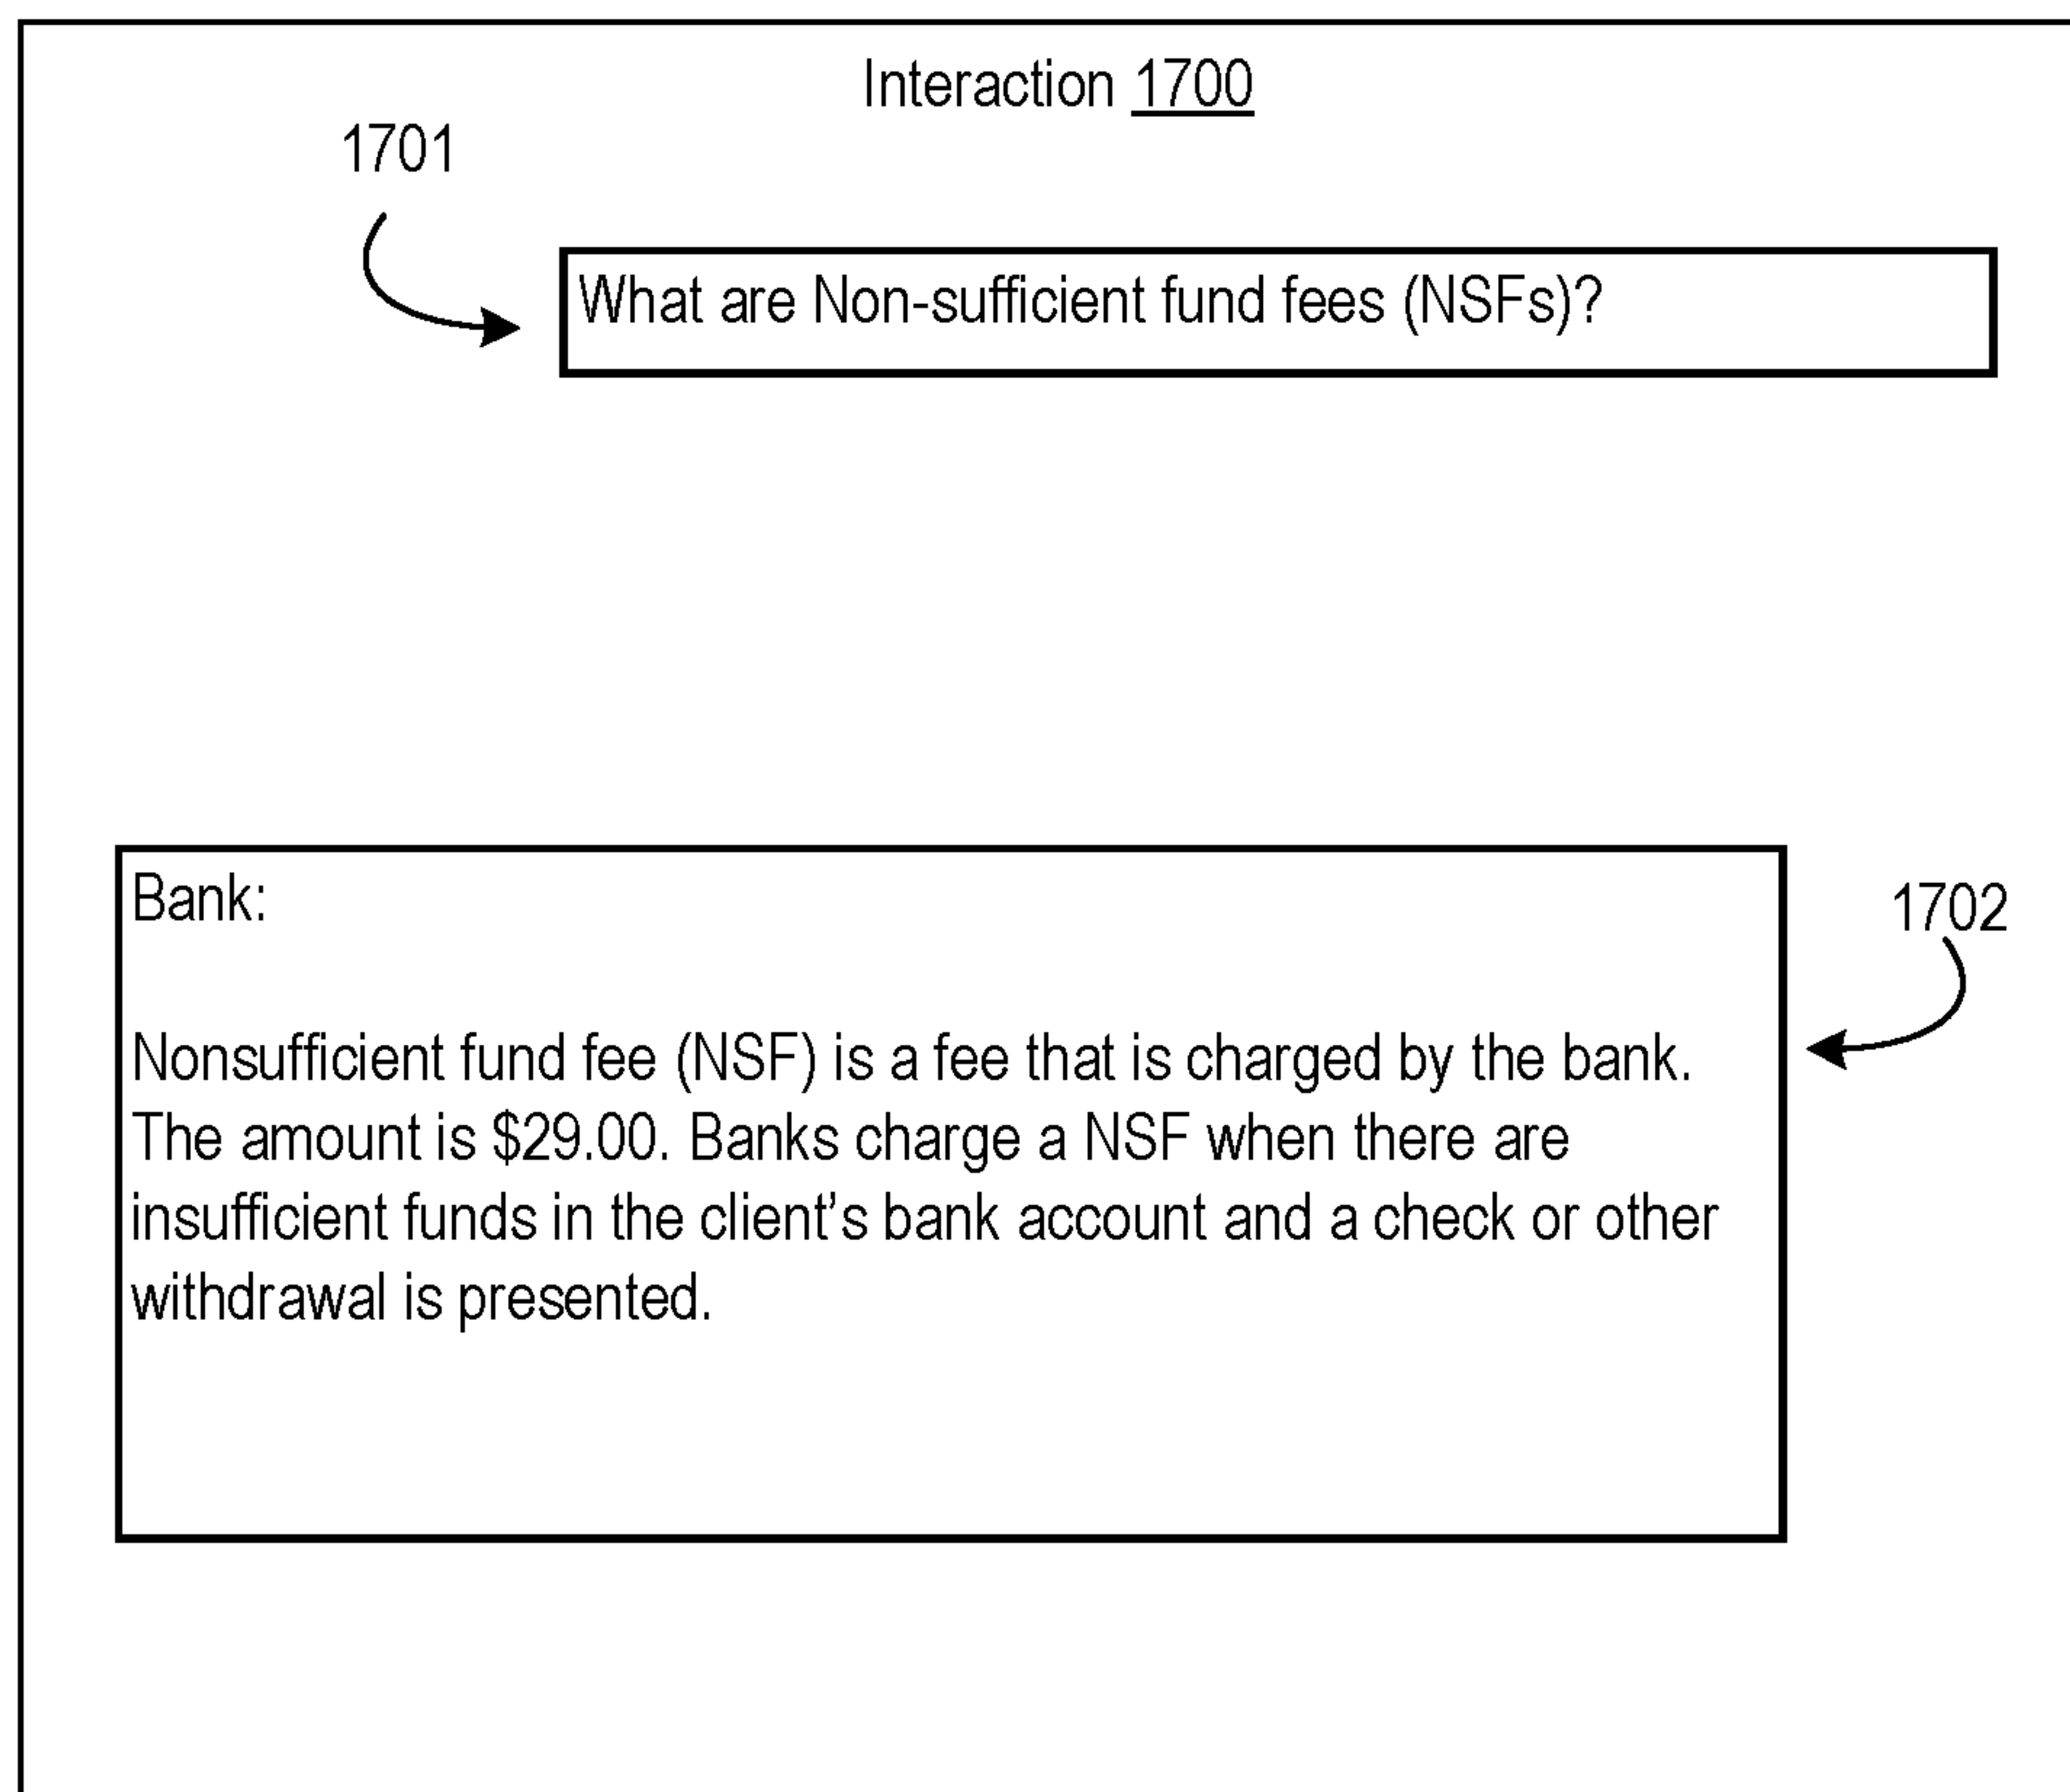 Interaction 1700
1701
What are Non-sufficient fund fees (NSFs)?
Bank:
1702
Nonsufficient fund fee (NSF) is a fee that is charged by the bank.
The amount is $29.00. Banks charge a NSF when there are
insufficient funds in the client’s bank account and a check or other
withdrawal is presented.